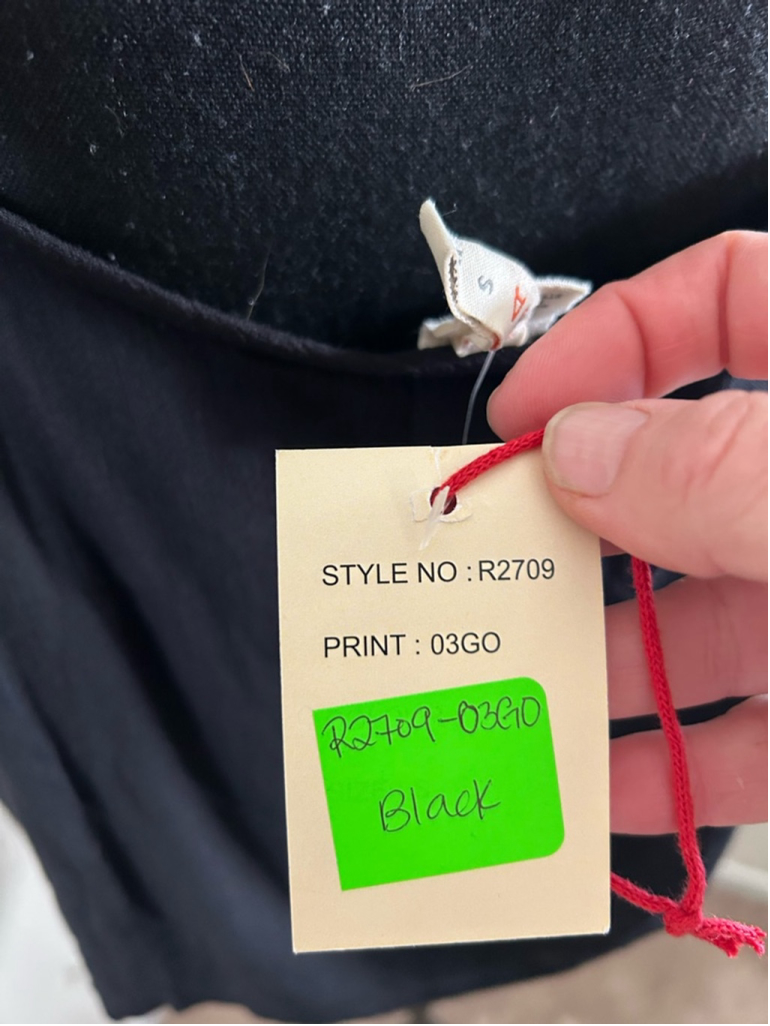 S
A
STYLE NO : R2709
PRINT : 03GO
R2709-03GO
Black